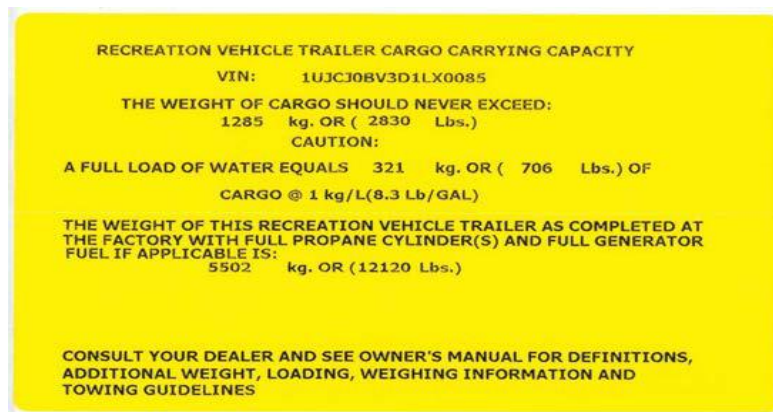 RECREATION VEHICLE TRAILER CARGO CARRYING CAPACITY
VIN: 1UJCJ0BV3D1LX0085
THE WEIGHT OF CARGO SHOULD NEVER EXCEED:
1285 kg. OR ( 2830 Lbs.)
CAUTION:
A FULL LOAD OF WATER EQUALS 321 kg. OR ( 706 Lbs.) OF
CARGO @ 1 kg/L(8.3 Lb/GAL)
THE WEIGHT OF THIS RECREATION VEHICLE TRAILER AS COMPLETED AT
THE FACTORY WITH FULL PROPANE CYLINDER(S) AND FULL GENERATOR
FUEL IF APPLICABLE IS:
5502 kg. OR (12120 Lbs.)
CONSULT YOUR DEALER AND SEE OWNER'S MANUAL FOR DEFINITIONS,
ADDITIONAL WEIGHT, LOADING, WEIGHING INFORMATION AND
TOWING GUIDELINES